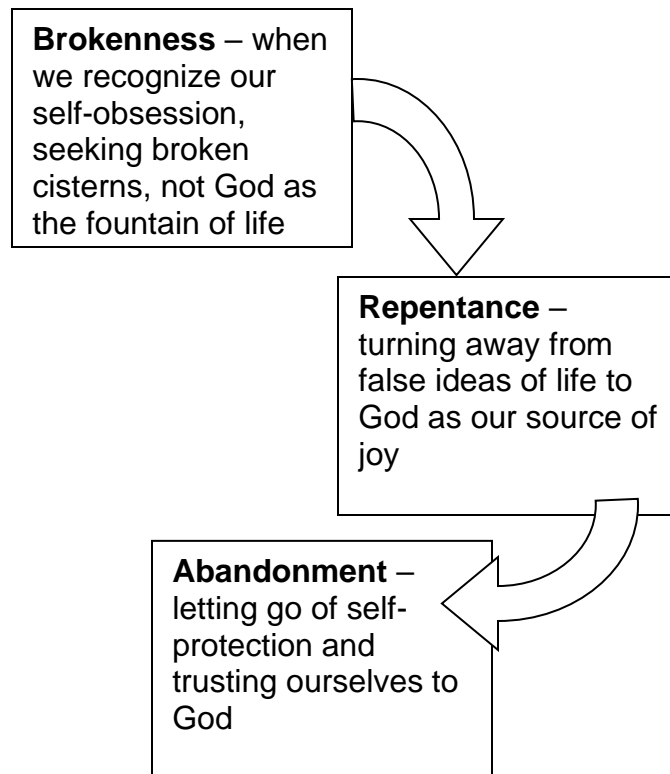 Brokenness – when
we recognize our
self-obsession,
seeking broken
cisterns, not God as
the fountain of life
Repentance –
turning away from
false ideas of life to
God as our source of
joy
Abandonment –
letting go of self-
protection and
trusting ourselves to
God